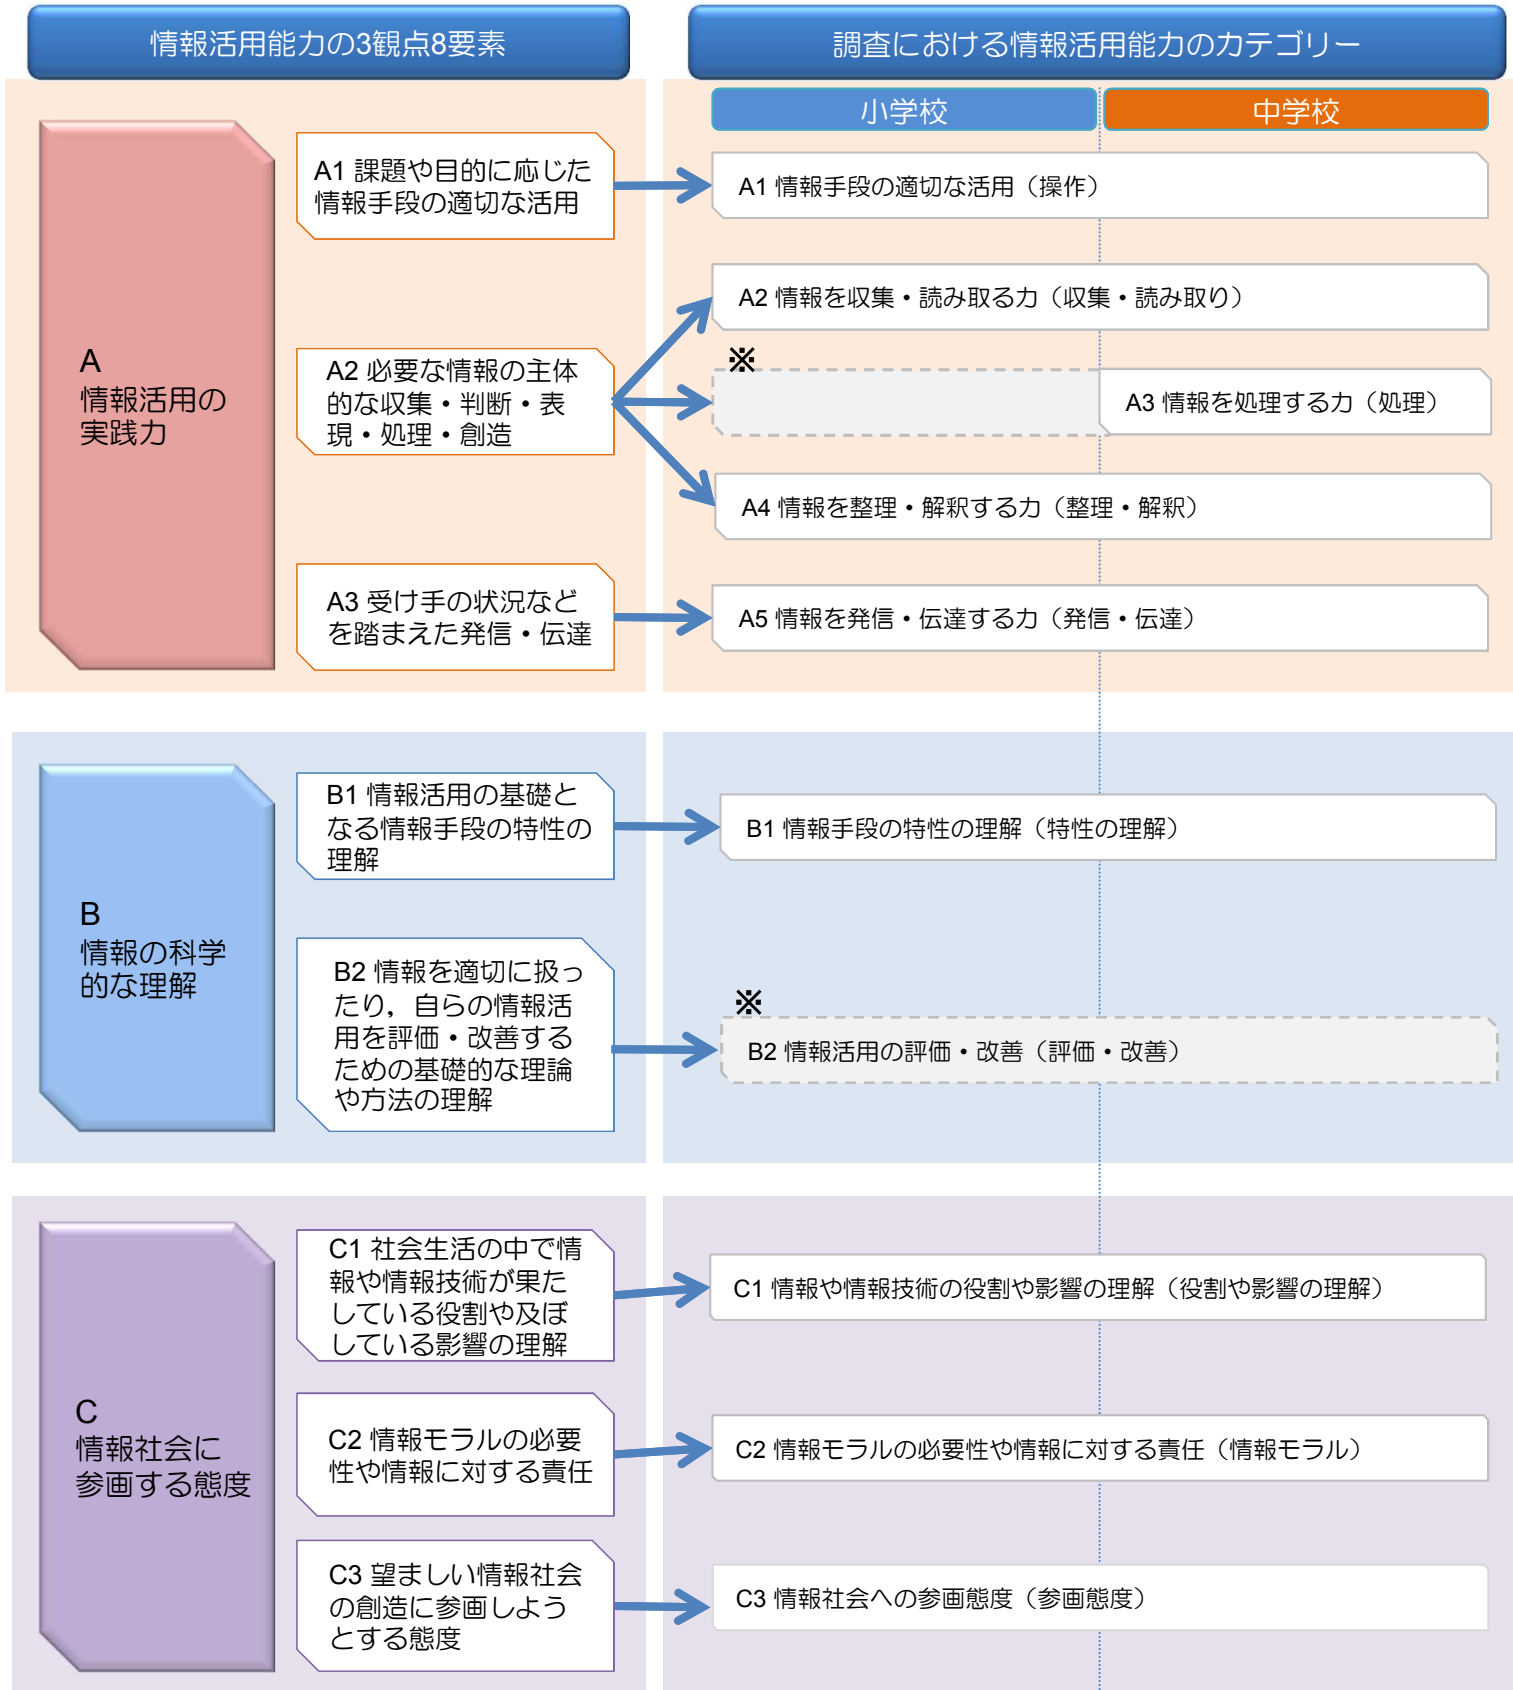 情報活用能力の3観点8要素
調査における情報活用能力のカテゴリー
小学校
中学校
A
情報活用の
実践力
A1 課題や目的に応じた
情報手段の適切な活用
A1 情報手段の適切な活用（操作）
A2 必要な情報の主体
的な収集・判断・表
現・処理・創造
A2 情報を収集・読み取る力（収集・読み取り）
※
A3 情報を処理する力（処理）
A4 情報を整理・解釈する力（整理・解釈）
A3 受け手の状況など
を踏まえた発信・伝達
A5 情報を発信・伝達する力（発信・伝達）
B
情報の科学
的な理解
B1 情報活用の基礎と
なる情報手段の特性の
理解
B1 情報手段の特性の理解（特性の理解）
B2 情報を適切に扱っ
たり，自らの情報活
用を評価・改善する
ための基礎的な理論
や方法の理解
※
B2 情報活用の評価・改善（評価・改善）
C
情報社会に
参画する態度
C1 社会生活の中で情
報や情報技術が果た
している役割や及ぼ
している影響の理解
C1 情報や情報技術の役割や影響の理解（役割や影響の理解）
C2 情報モラルの必要
性や情報に対する責任
C2 情報モラルの必要性や情報に対する責任（情報モラル）
C3 望ましい情報社会
の創造に参画しよう
とする態度
C3 情報社会への参画態度（参画態度）